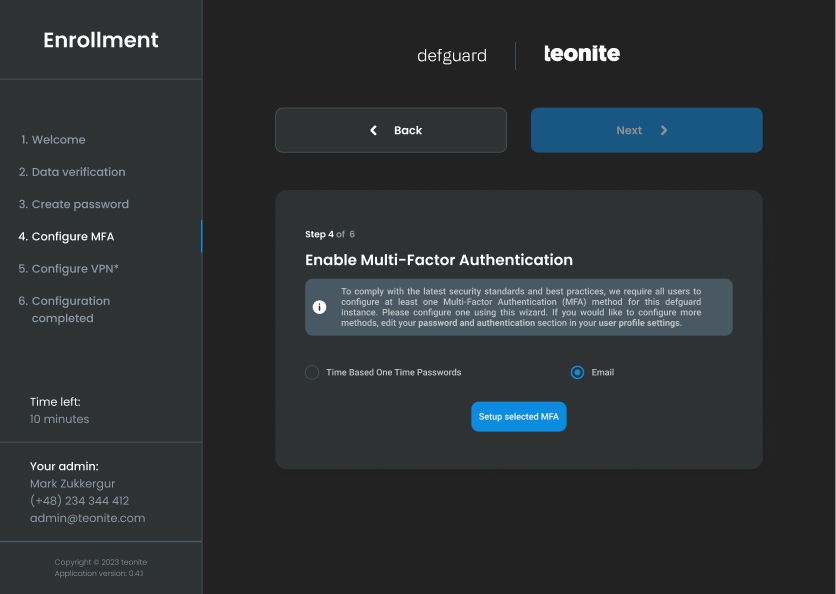 Enrollment
1. Welcome
2. Data verification
3. Create password
4. Configure MFA
5. Configure VPN*
6. Configuration
completed
Time left:
10 minutes
Your admin:
Mark Zukkergur
(+48) 234 344 412
admin@teonite.com
Copyright © 2023 teonite
Application version: 0.4.1
defguard
teonite
Back
Next
Step 4 of 6
Enable Multi-Factor Authentication
To comply with the latest security standards and best practices, we require all users to
configure at least one Multi-Factor Authentication (MFA) method for this defguard
instance. Please configure one using this wizard. If you would like to configure more
methods, edit your password and authentication section in your user profile settings.
Time Based One Time Passwords
Email
Setup selected MFA